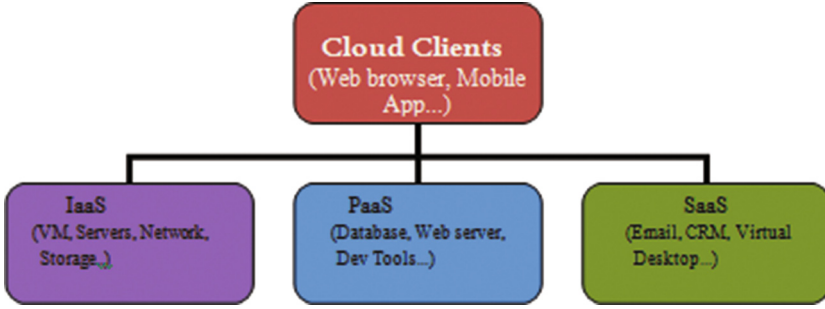 Cloud Clients
(Web browser, Mobile
App...)
IaaS
(VM, Servers, Network,
Storage..)
PaaS
(Database, Web server,
Dev Tools...)
SaaS
(Email, CRM, Virtual
Desktop...)